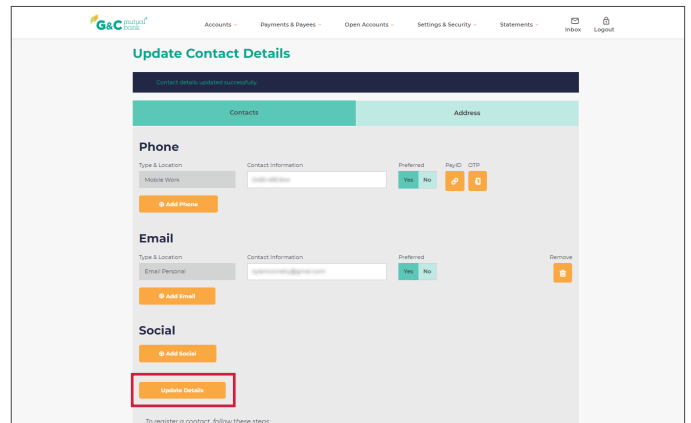 G&C mutual bank
Accounts Payments & Payees Open Accounts Settings & Security Statements Inbox Logout
Update Contact Details
Contact details updated successfully.
Contacts Address
Phone
Type & Location Contact Information Preferred PayID OTP
Mobile Work Yes No
Add Phone
Email
Type & Location Contact Information Preferred Remove
Email Personal Yes No
Add Email
Social
Add Social
Update Details
To register a contact, follow these steps: